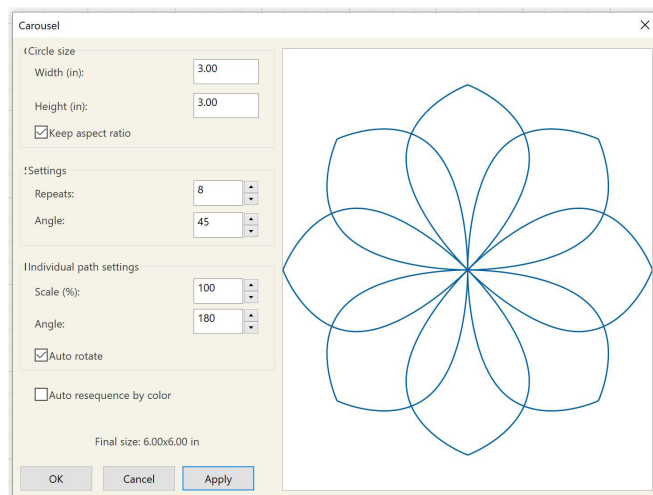 Carousel
Circle size
Width (in): 3.00
Height (in): 3.00
Keep aspect ratio
Settings
Repeats: 8
Angle: 45
Individual path settings
Scale (%): 100
Angle: 180
Auto rotate
Auto resequence by color
Final size: 6.00x6.00 in
OK Cancel Apply